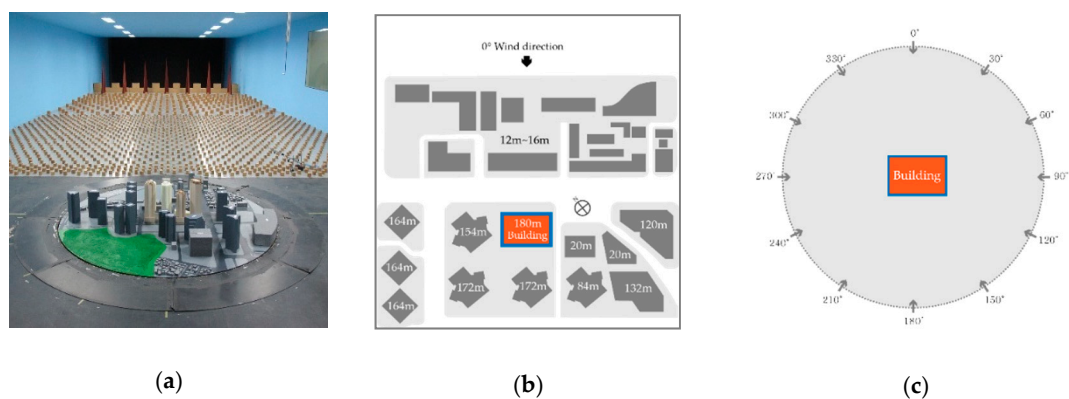 0° Wind direction
12m~16m
164m
154m
180m
Building
120m
20m
20m
164m
172m
172m
84m
132m
164m
0°
330°
30°
300°
60°
270°
Building
90°
240°
120°
210°
150°
180°
(a)
(b)
(c)